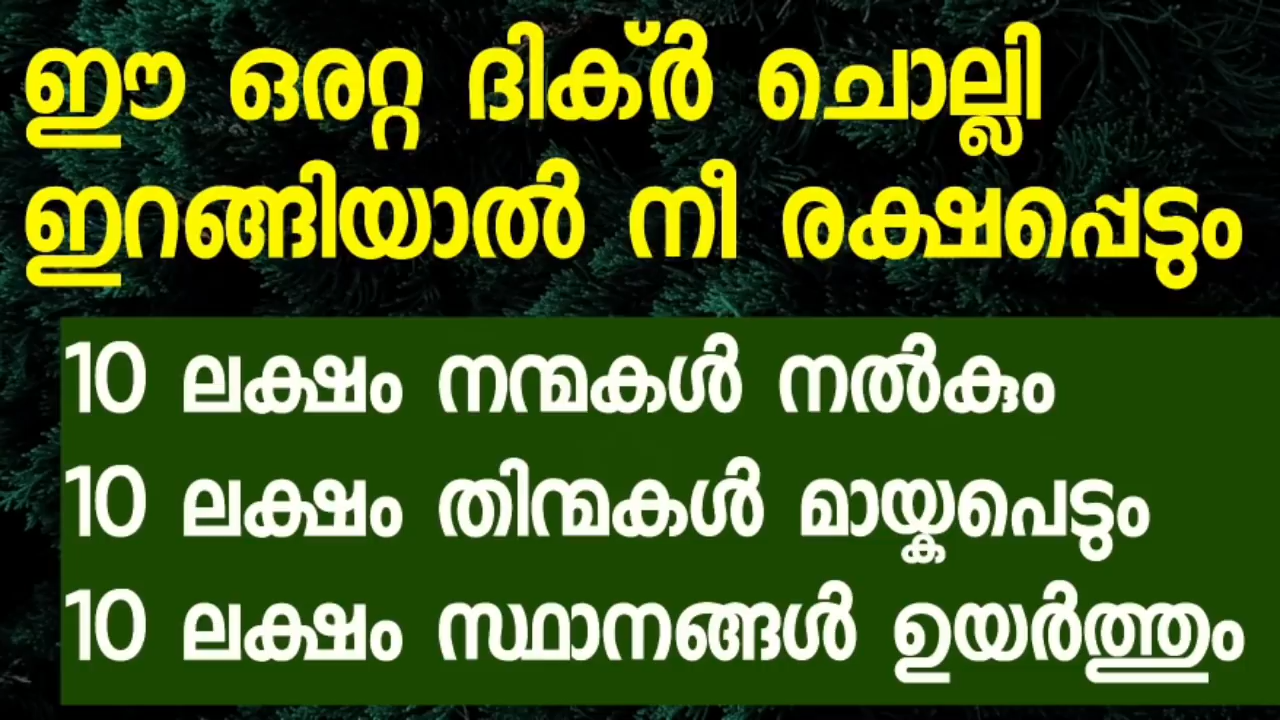 ഈ ഒരറ്റ ദിക്ർ ചൊല്ലി
ഇറങ്ങിയാൽ നീ രക്ഷപ്പെടും
10 ലക്ഷം നന്മകൾ നൽകും
10 ലക്ഷം തിന്മകൾ മായ്കപെടും
10 ലക്ഷം സ്ഥാനങ്ങൾ ഉയർത്തും